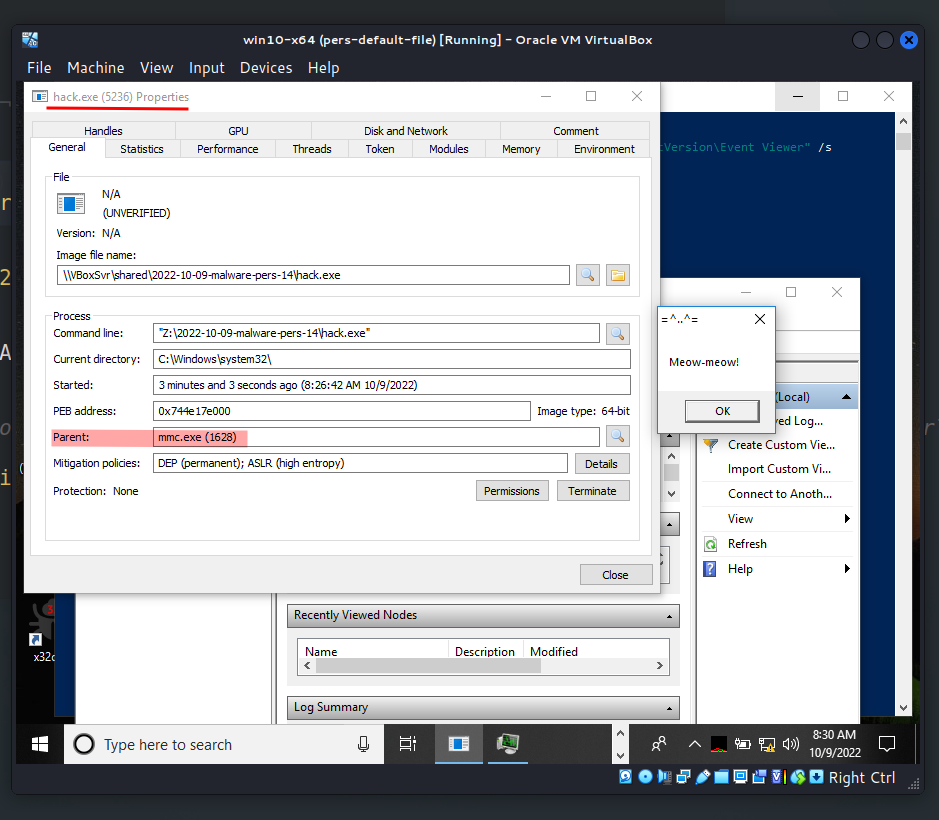 win10-x64 (pers-default-file) [Running] - Oracle VM VirtualBox
File Machine View Input Devices Help
hack.exe (5236) Properties
Handles GPU Disk and Network Comment
General Statistics Performance Threads Token Modules Memory Environment
File
N/A
(UNVERIFIED)
Version: N/A
Image file name:
\\VBoxSvr\shared\2022-10-09-malware-pers-14\hack.exe
Process
Command line: "Z:\2022-10-09-malware-pers-14\hack.exe"
Current directory: C:\Windows\system32\
Started: 3 minutes and 3 seconds ago (8:26:42 AM 10/9/2022)
PEB address: 0x744e17e000 Image type: 64-bit
Parent: mmc.exe (1628)
Mitigation policies: DEP (permanent); ASLR (high entropy) Details
Protection: None Permissions Terminate
Close
Version\Event Viewer" /s
=^..^=
Meow-meow!
OK
(Local)
ved Log...
Create Custom Vie...
Import Custom Vi...
Connect to Anoth...
View
Refresh
Help
Recently Viewed Nodes
Name Description Modified
Log Summary
x32
Type here to search
8:30 AM
10/9/2022
Right Ctrl